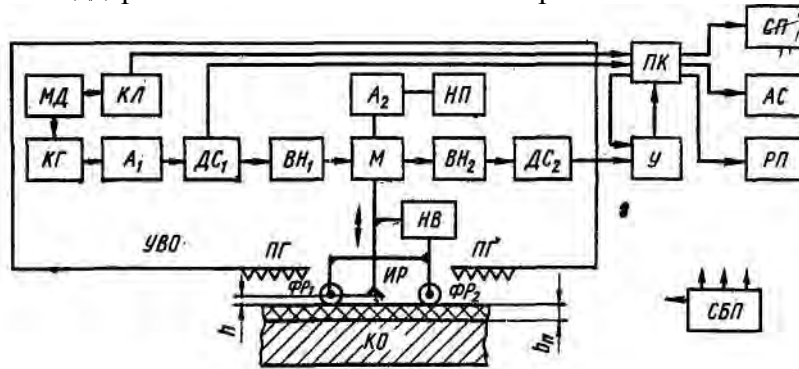 СП
МД
КЛ
ПК
А₂
НП
АС
КГ
А₁
ДС₁
ВН₁
М
ВН₂
ДС₂
У
РП
НВ
УВО
ПГ
ИР
ПГ
ФР₁
ФР₂
СБП
h
КО
bп